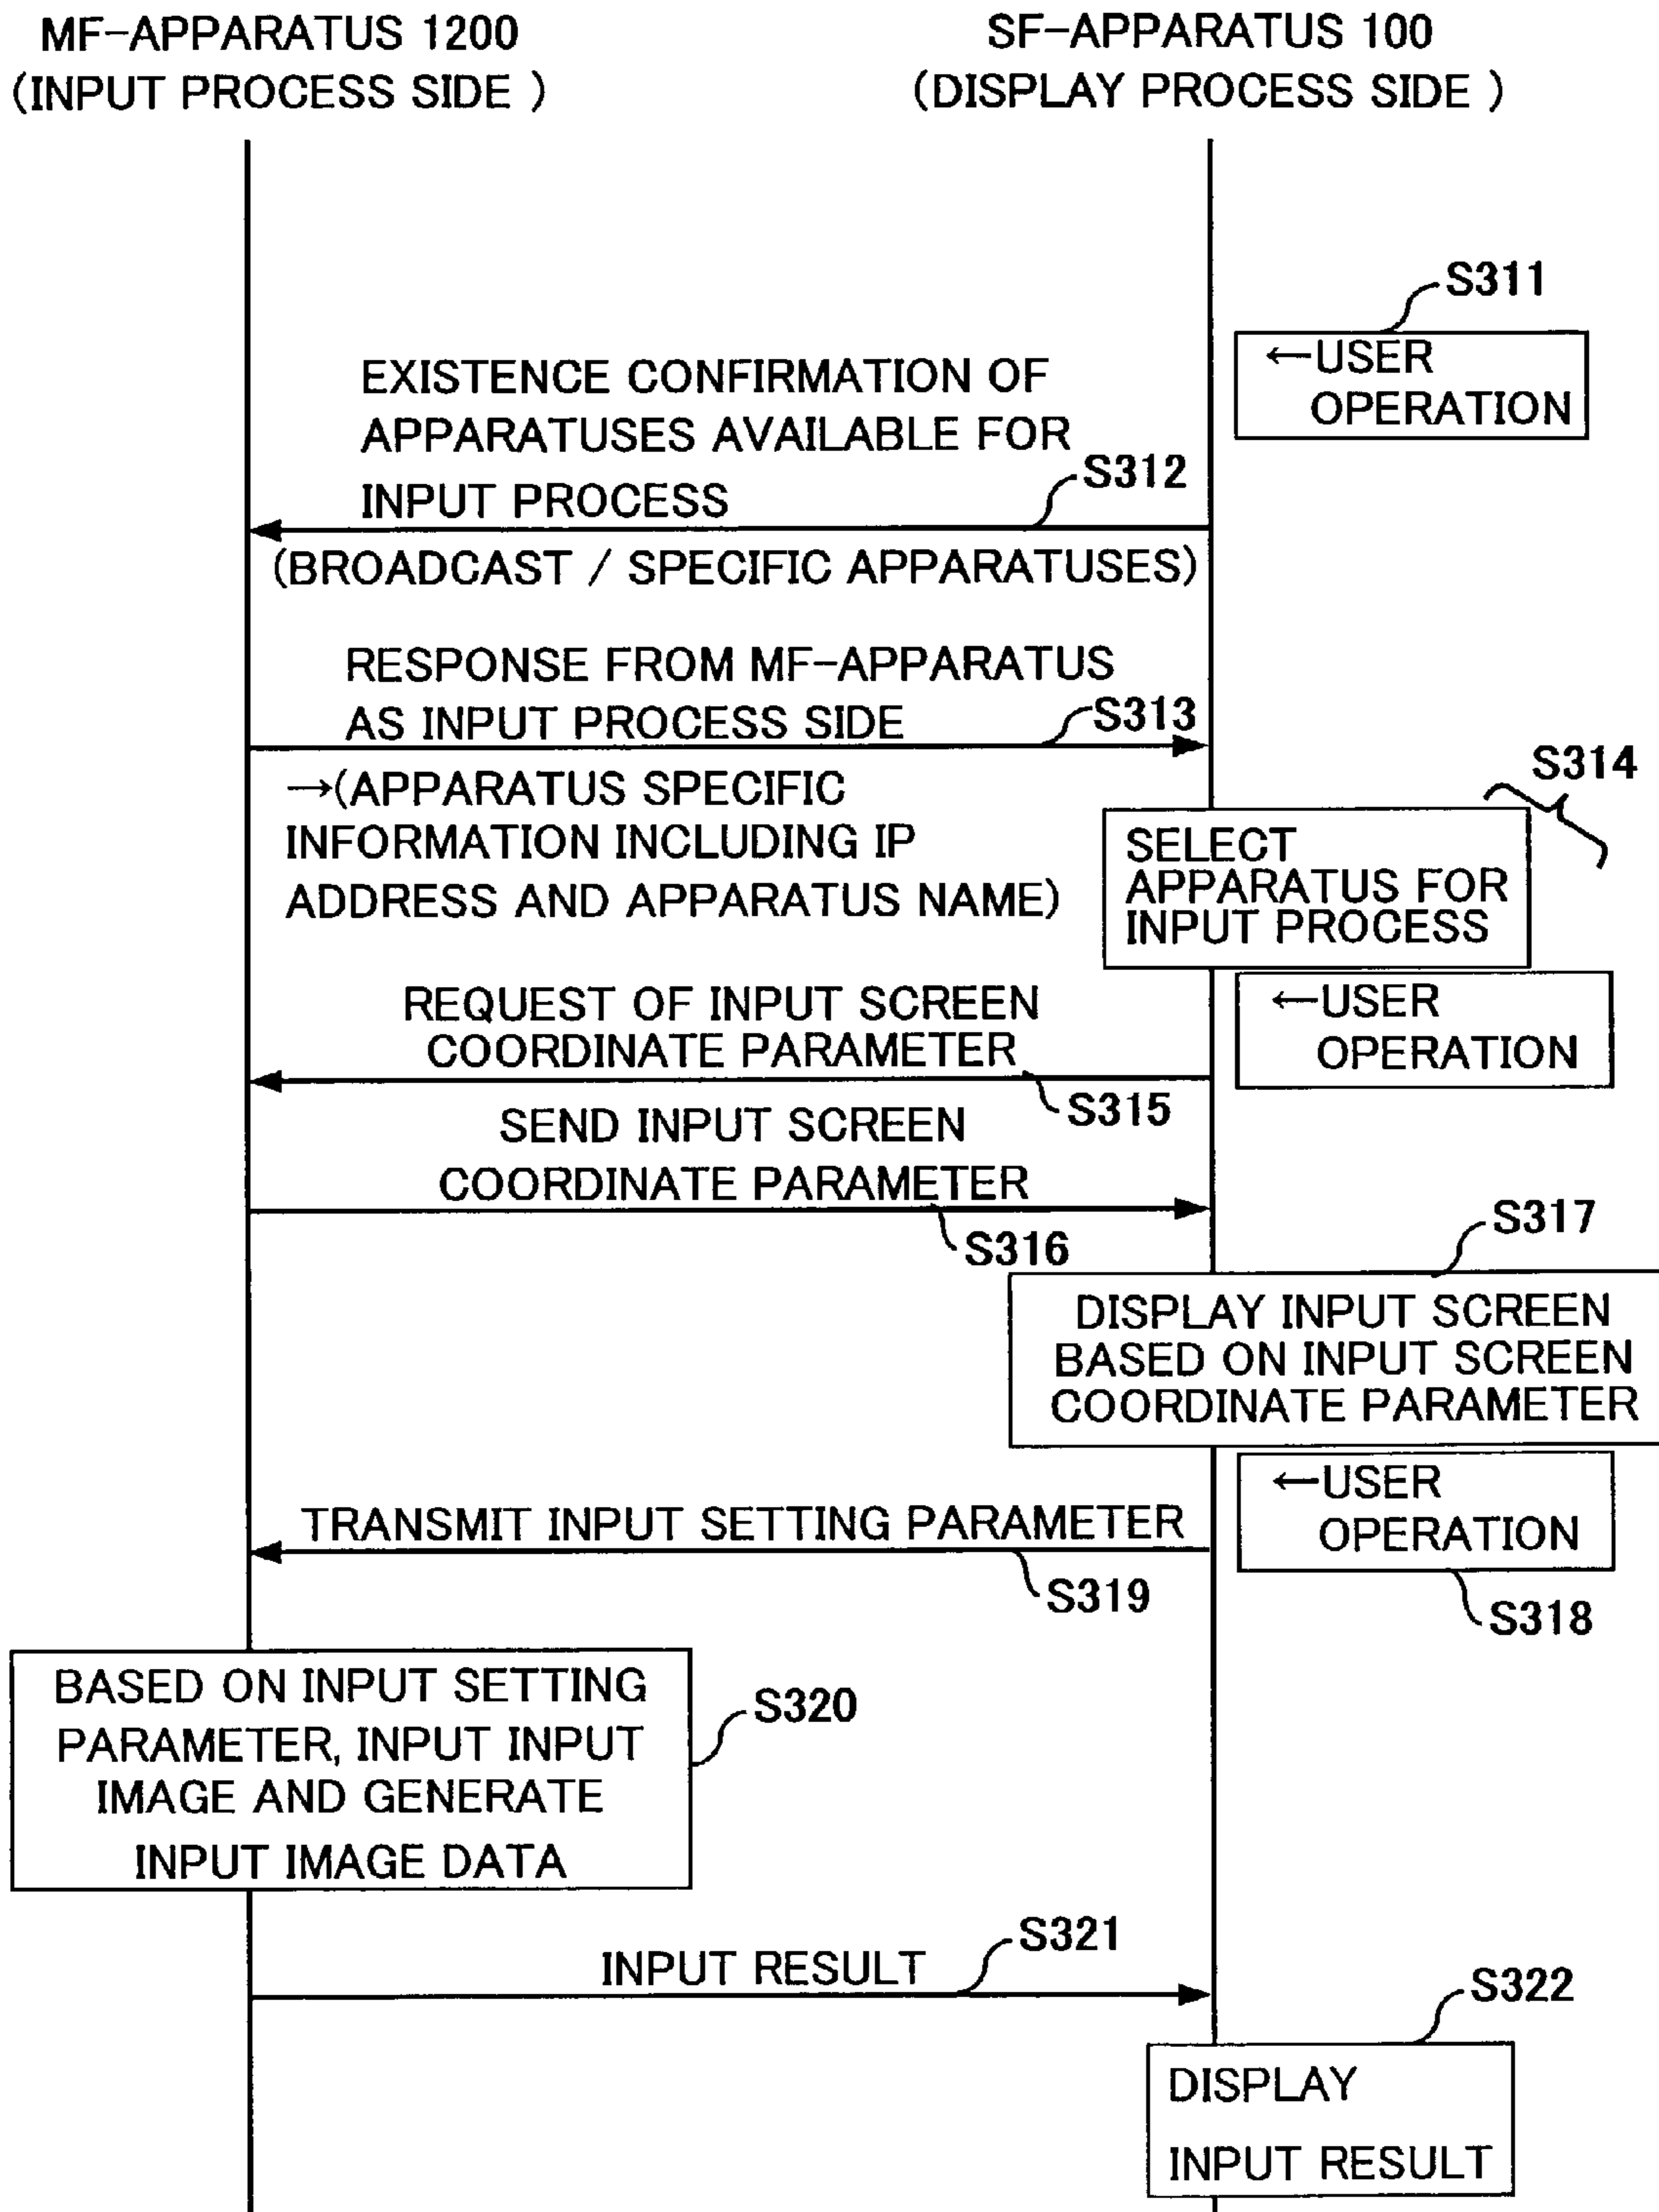 MF-APPARATUS 1200
(INPUT PROCESS SIDE )
SF-APPARATUS 100
(DISPLAY PROCESS SIDE )
S311
←USER
OPERATION
EXISTENCE CONFIRMATION OF
APPARATUSES AVAILABLE FOR
INPUT PROCESS
S312
(BROADCAST / SPECIFIC APPARATUSES)
RESPONSE FROM MF-APPARATUS
AS INPUT PROCESS SIDE
S313
→(APPARATUS SPECIFIC
INFORMATION INCLUDING IP
ADDRESS AND APPARATUS NAME)
S314
SELECT
APPARATUS FOR
INPUT PROCESS
←USER
OPERATION
REQUEST OF INPUT SCREEN
COORDINATE PARAMETER
S315
SEND INPUT SCREEN
COORDINATE PARAMETER
S316
S317
DISPLAY INPUT SCREEN
BASED ON INPUT SCREEN
COORDINATE PARAMETER
←USER
OPERATION
S318
TRANSMIT INPUT SETTING PARAMETER
S319
BASED ON INPUT SETTING
PARAMETER, INPUT INPUT
IMAGE AND GENERATE
INPUT IMAGE DATA
S320
INPUT RESULT
S321
S322
DISPLAY
INPUT RESULT